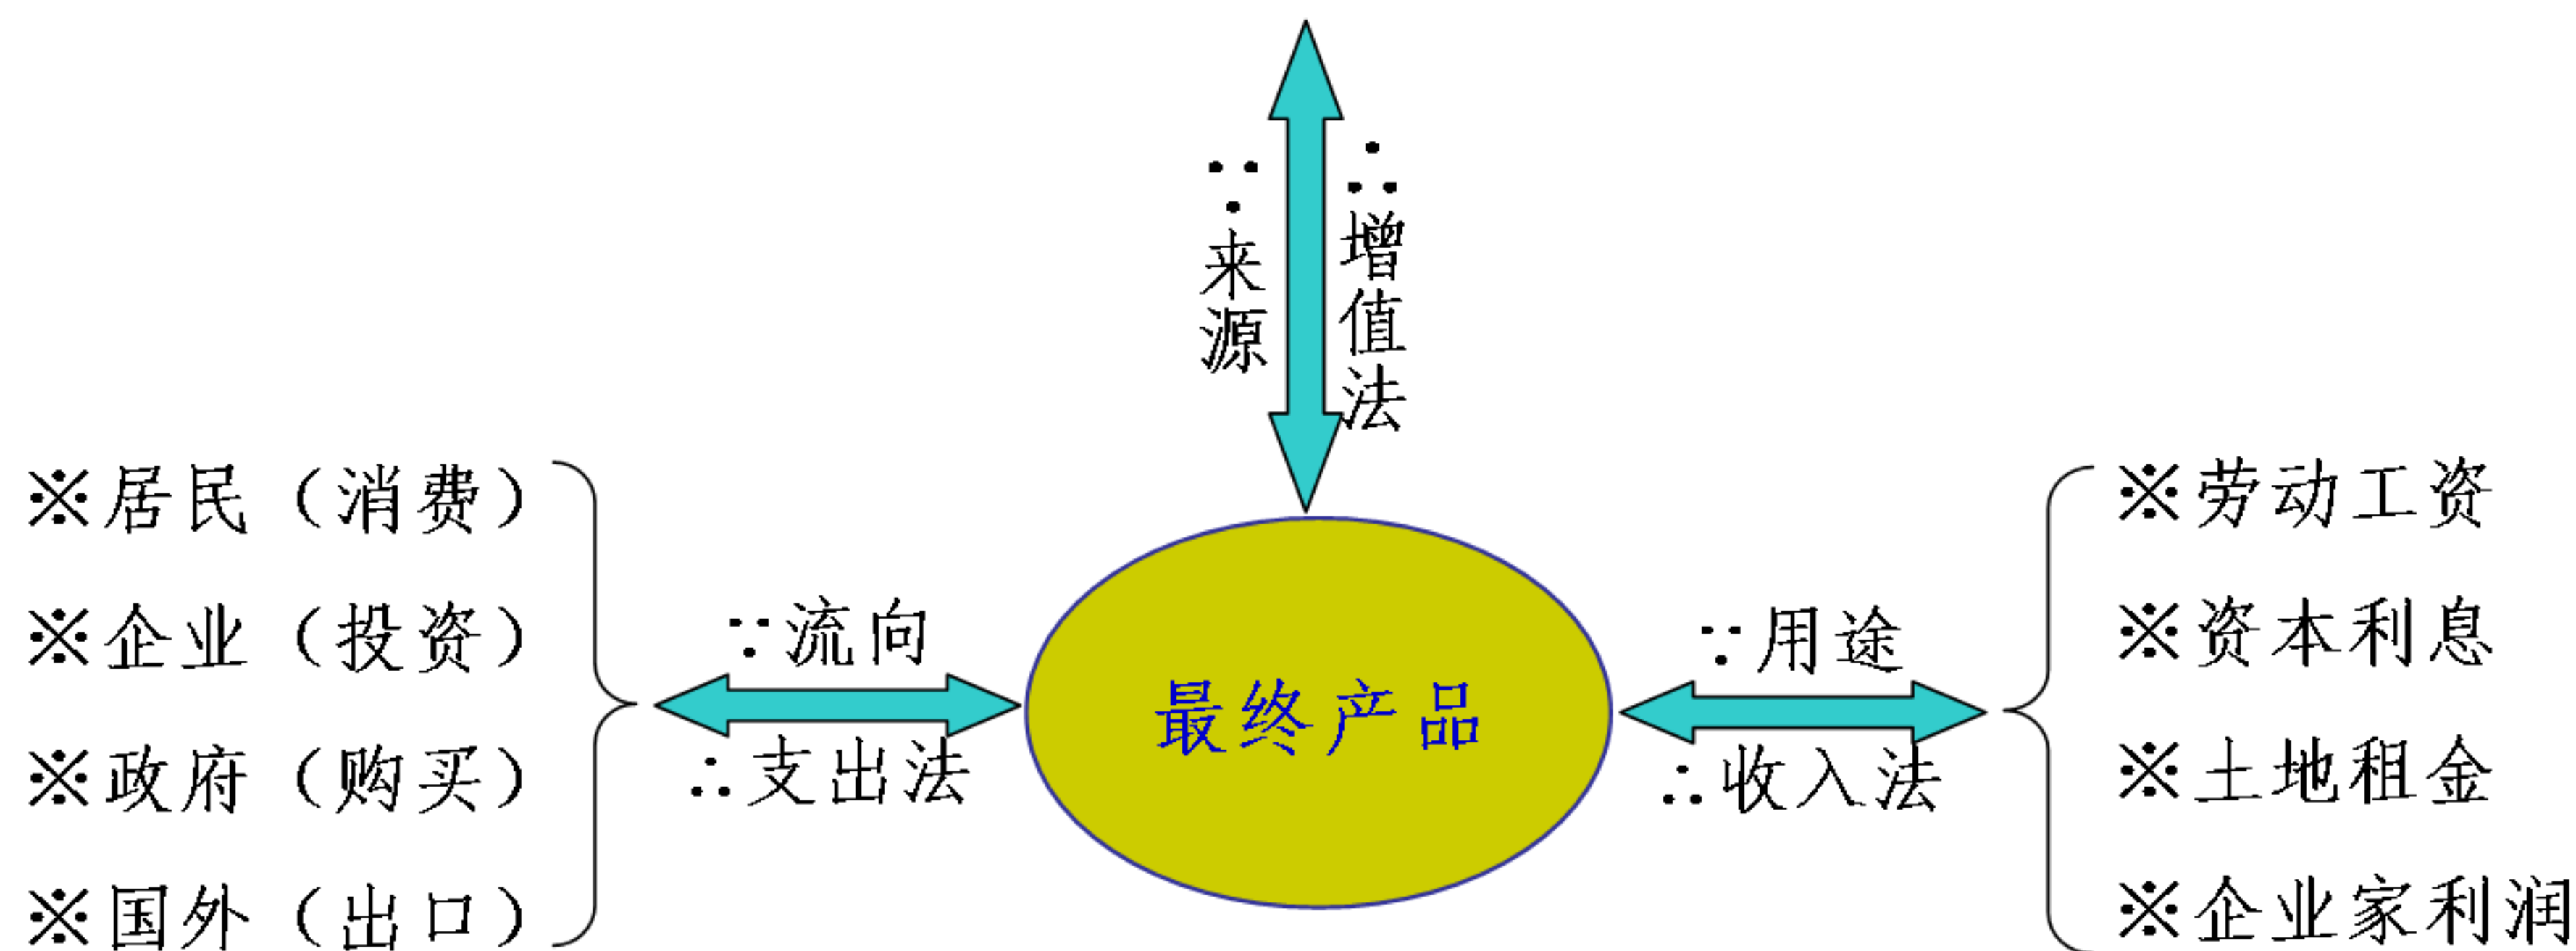 ∵来源
∴增值法
※居民（消费）
※企业（投资）
※政府（购买）
※国外（出口）
∵流向
∴支出法
最终产品
∵用途
∴收入法
※劳动工资
※资本利息
※土地租金
※企业家利润